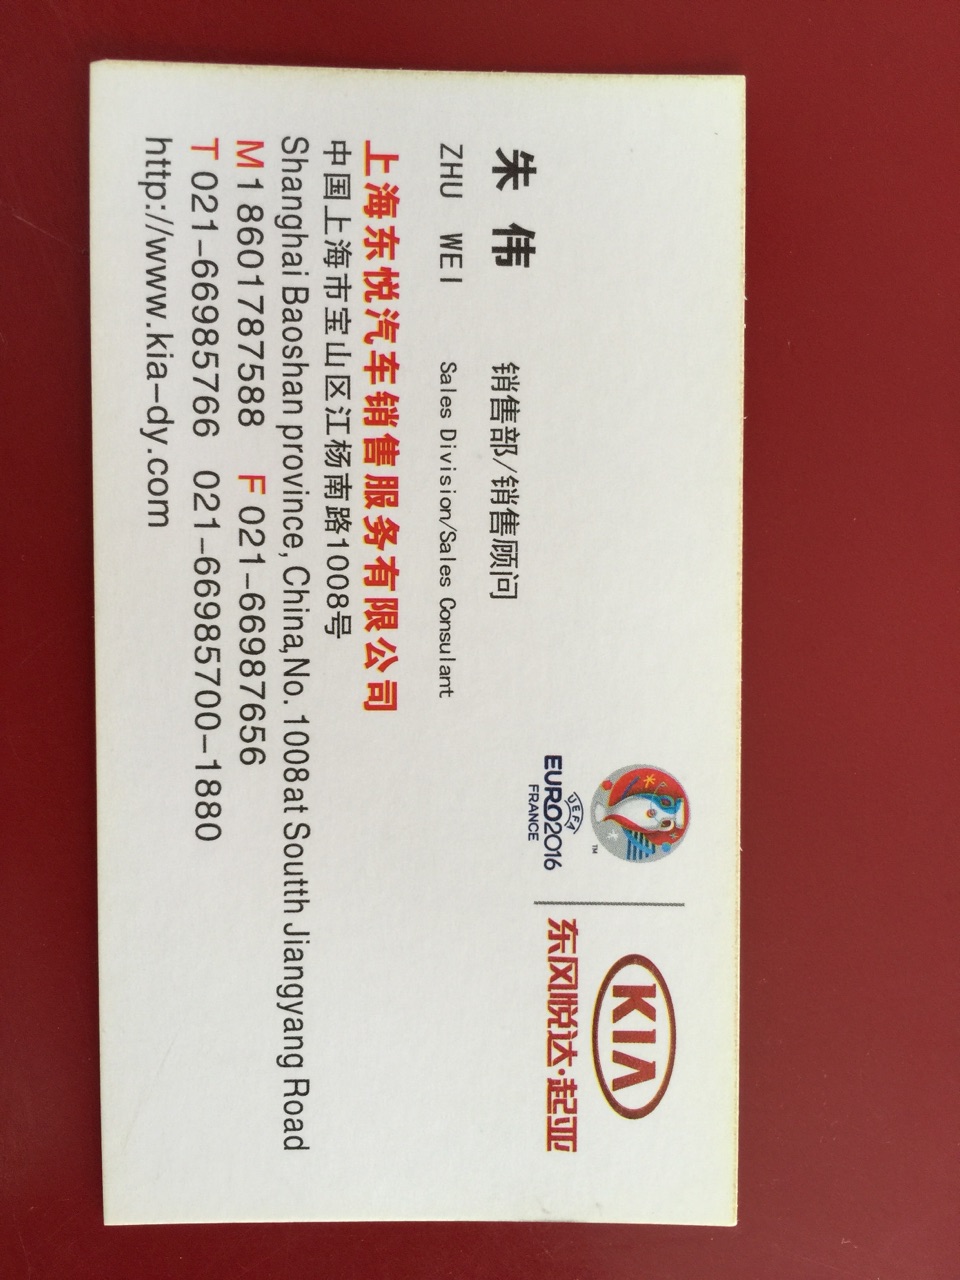 UEFA
EURO2016
FRANCE
TM
KIA
东风悦达·起亚
朱 伟 销售部/销售顾问
ZHU WEI Sales Division/Sales Consulant
上海东悦汽车销售服务有限公司
中国上海市宝山区江杨南路1008号
Shanghai Baoshan province, China,No. 1008at Soutth Jiangyang Road
M 18601787588 F 021-66987656
T 021-66985766 021-66985700-1880
http://www.kia-dy.com